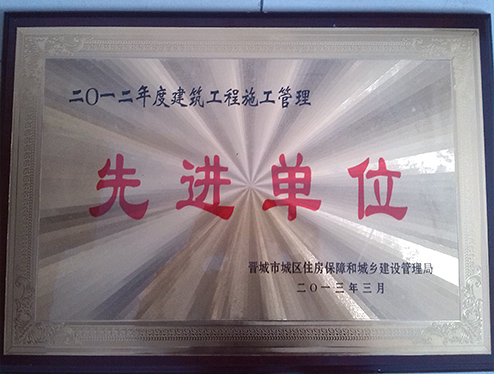 二〇一二年度建筑工程施工管理
先进单位
晋城市城区住房保障和城乡建设管理局
二〇一三年三月